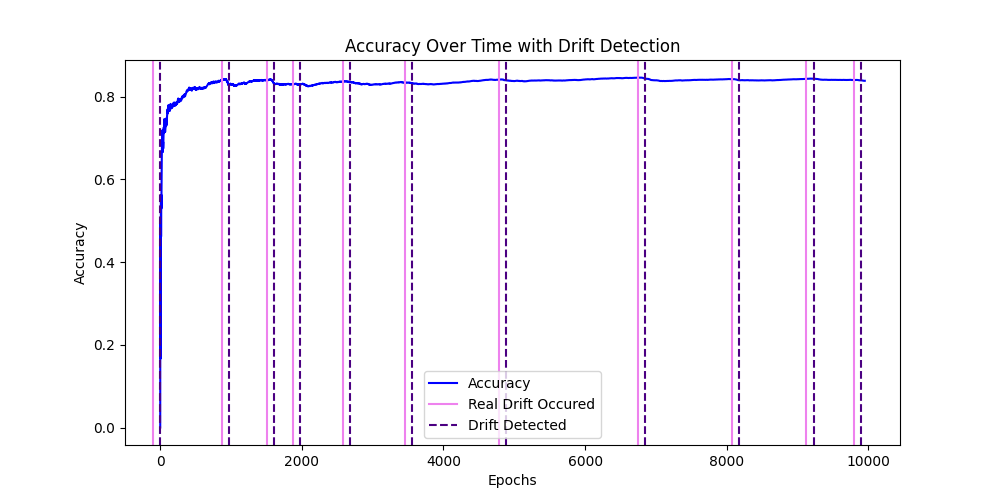 Accuracy Over Time with Drift Detection
Accuracy
0.8
0.6
0.4
0.2
0.0
Accuracy
Real Drift Occured
Drift Detected
0 2000 4000 6000 8000 10000
Epochs